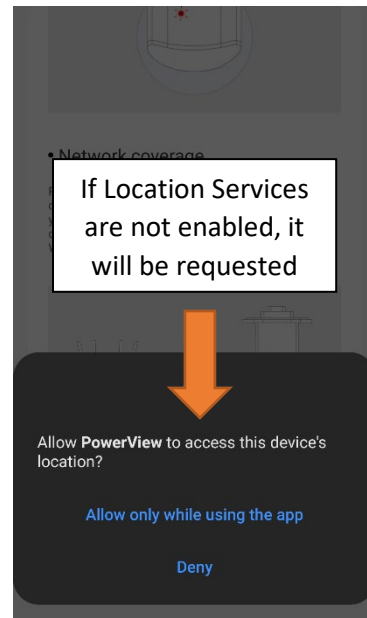 • Network coverage
If Location Services
are not enabled, it
will be requested
Allow PowerView to access this device's
location?
Allow only while using the app
Deny